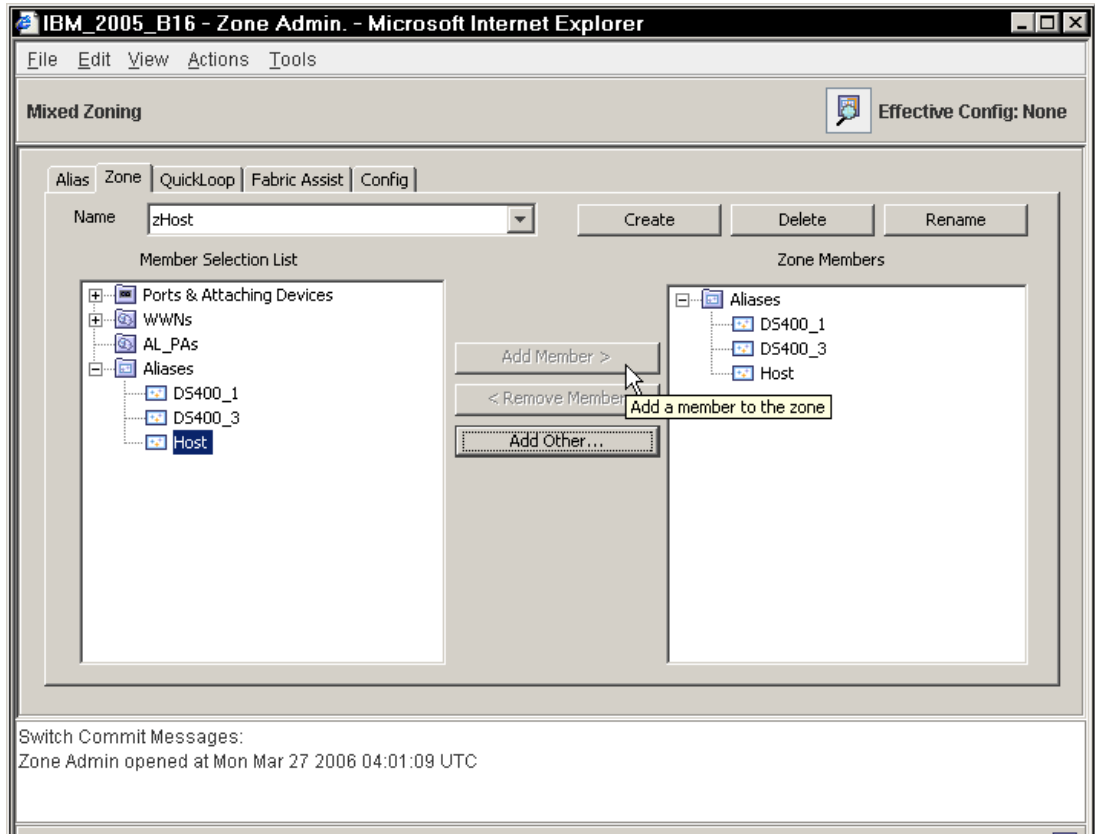 IBM_2005_B16 - Zone Admin. - Microsoft Internet Explorer
File Edit View Actions Tools
Mixed Zoning
Effective Config: None
Alias Zone QuickLoop Fabric Assist Config
Name zHost Create Delete Rename
Member Selection List
Zone Members
Ports & Attaching Devices
WWNs
AL_PAs
Aliases
DS400_1
DS400_3
Host
Add Member >
< Remove Member
Add Other...
Add a member to the zone
Aliases
DS400_1
DS400_3
Host
Switch Commit Messages:
Zone Admin opened at Mon Mar 27 2006 04:01:09 UTC